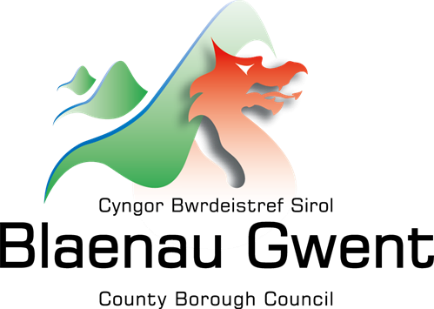 Cyngor Bwrdeistref Sirol
Blaenau Gwent
County Borough Council